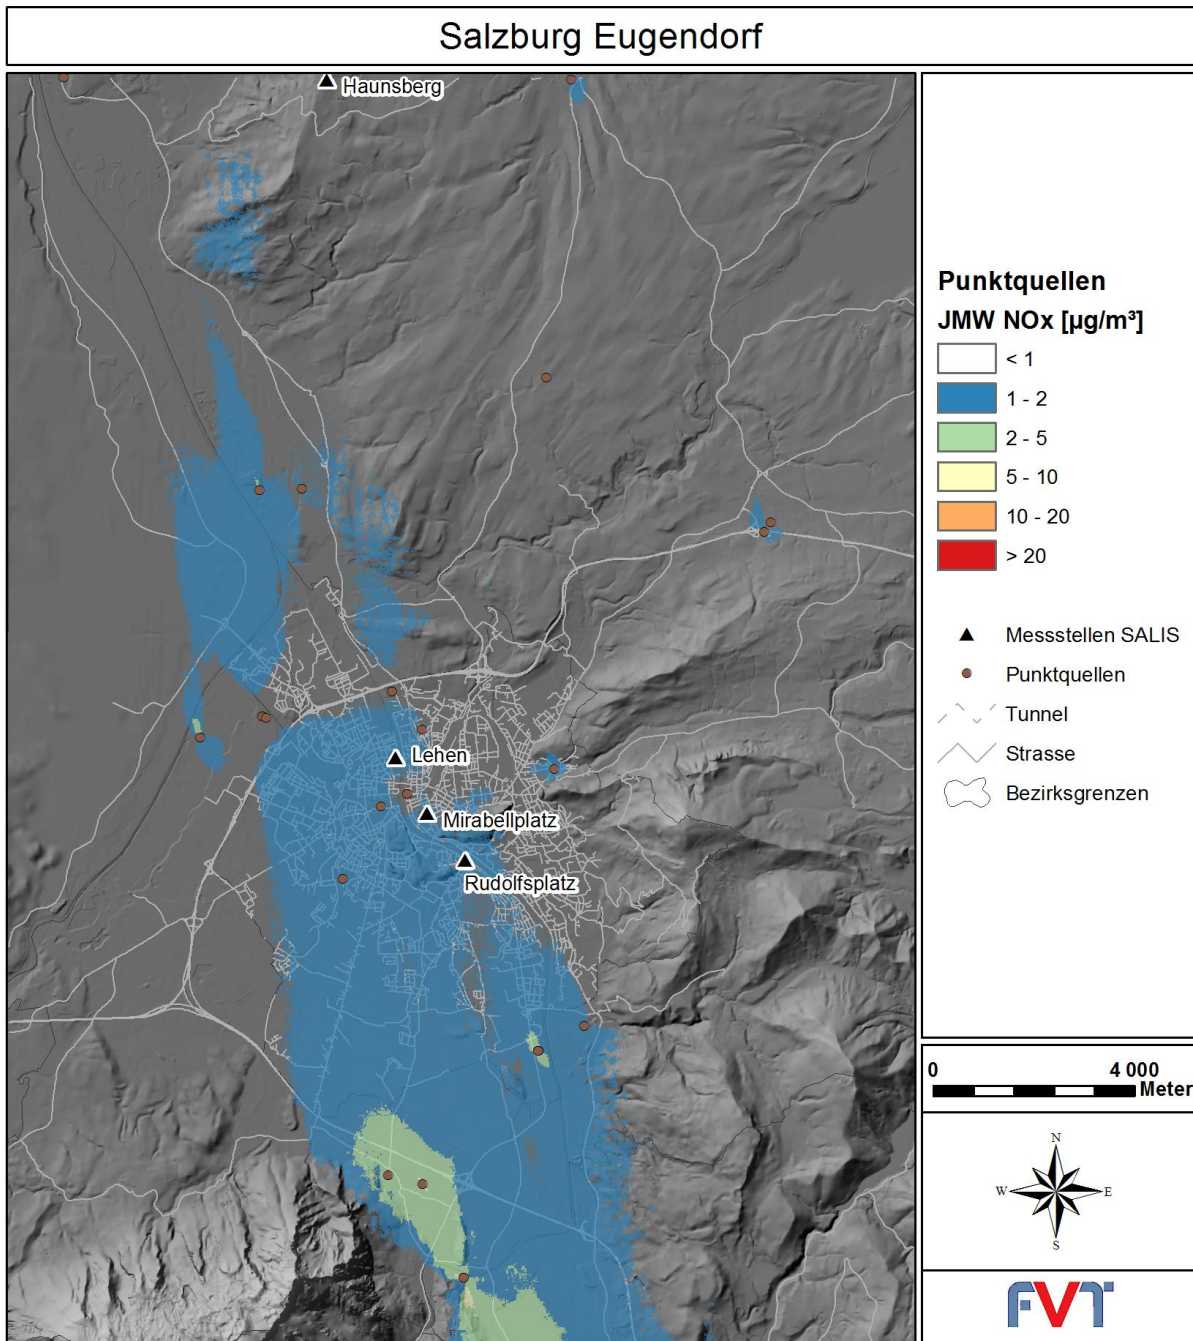 Salzburg Eugendorf
Haunsberg
Lehen
Mirabellplatz
Rudolfsplatz
Punktquellen
JMW NOx [µg/m³]
< 1
1 - 2
2 - 5
5 - 10
10 - 20
> 20
Messstellen SALIS
Punktquellen
Tunnel
Strasse
Bezirksgrenzen
0 4 000
Meter
N
W E
S
FVT